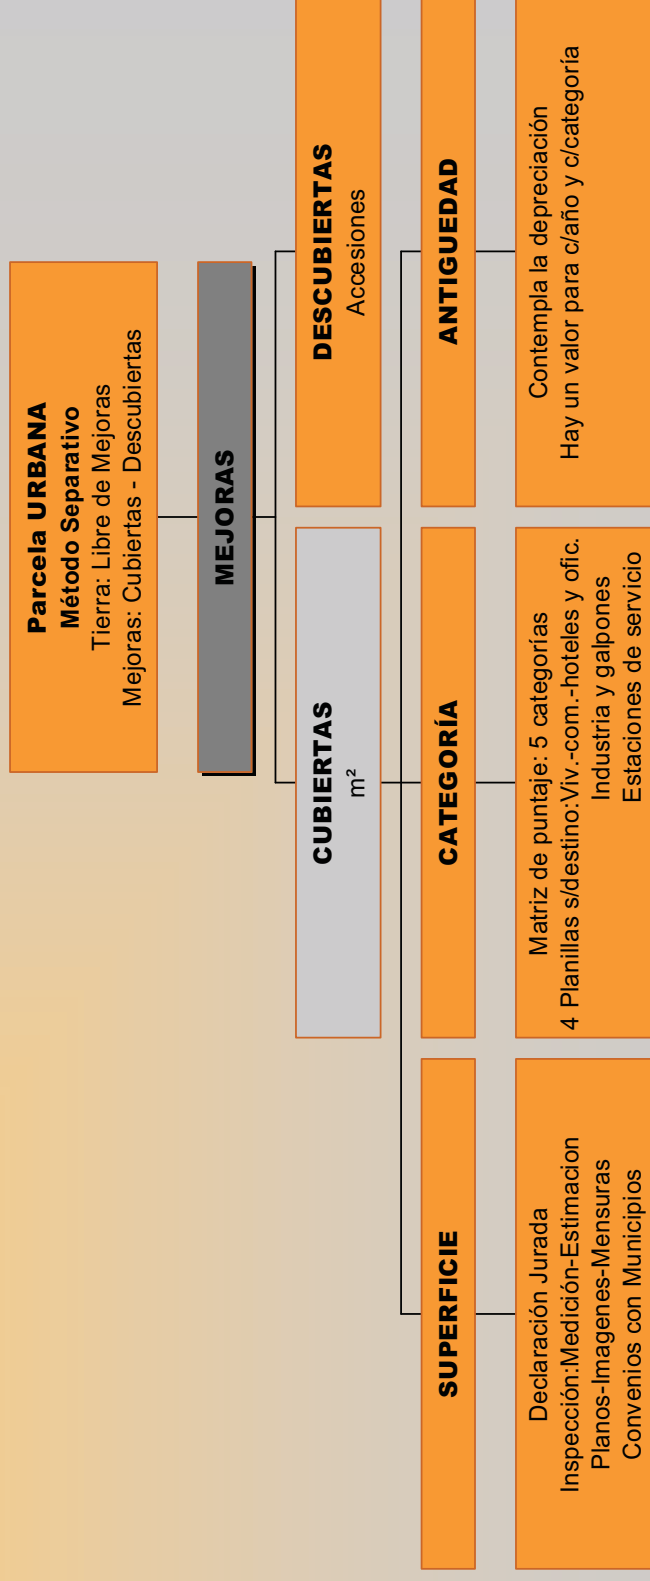 Parcela URBANA
Método Separativo
Tierra: Libre de Mejoras
Mejoras: Cubiertas - Descubiertas
MEJORAS
CUBIERTAS
m²
DESCUBIERTAS
Accesiones
SUPERFICIE
CATEGORÍA
ANTIGUEDAD
Declaración Jurada
Inspección:Medición-Estimacion
Planos-Imagenes-Mensuras
Convenios con Municipios
Matriz de puntaje: 5 categorías
4 Planillas s/destino:Viv.-com.-hoteles y ofic.
Industria y galpones
Estaciones de servicio
Contempla la depreciación
Hay un valor para c/año y c/categoría